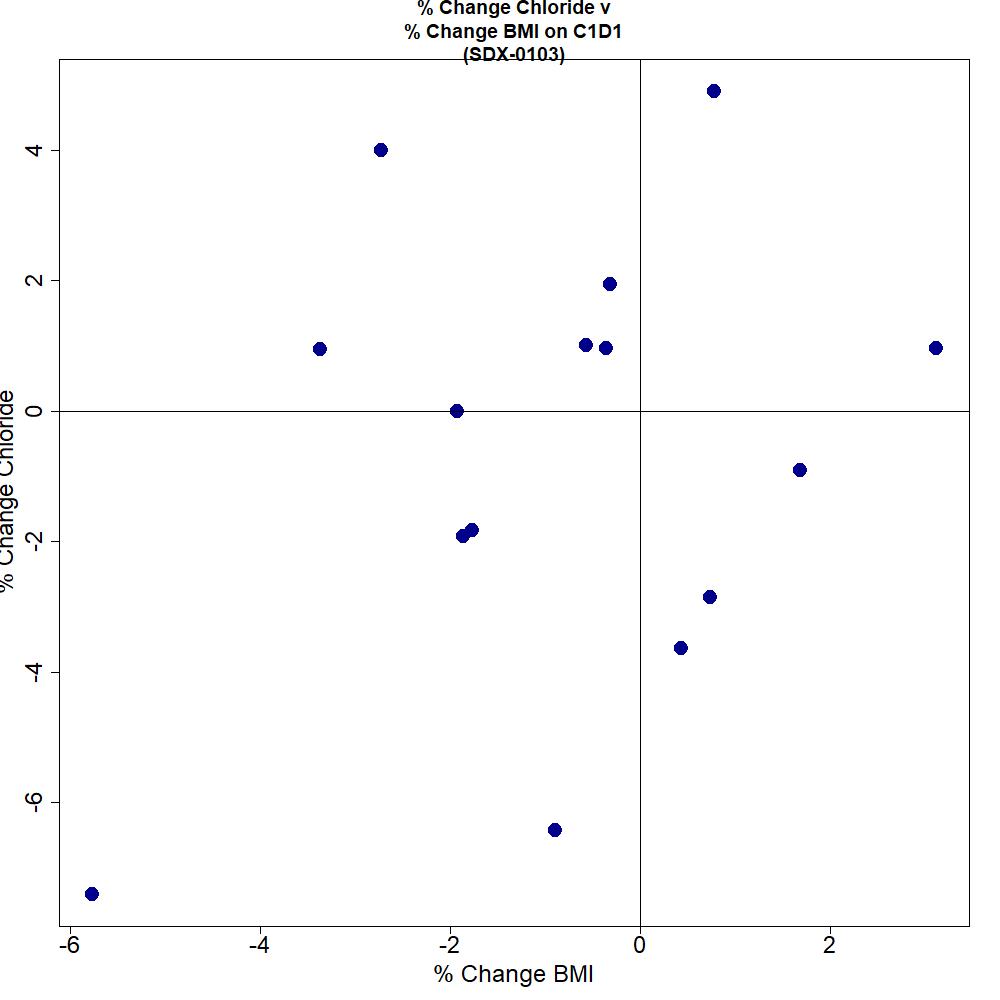 % Change Chloride v
% Change BMI on C1D1
(SDX-0103)
% Change Chloride
4
2
0
-2
-4
-6
-6
-4
-2
0
2
% Change BMI